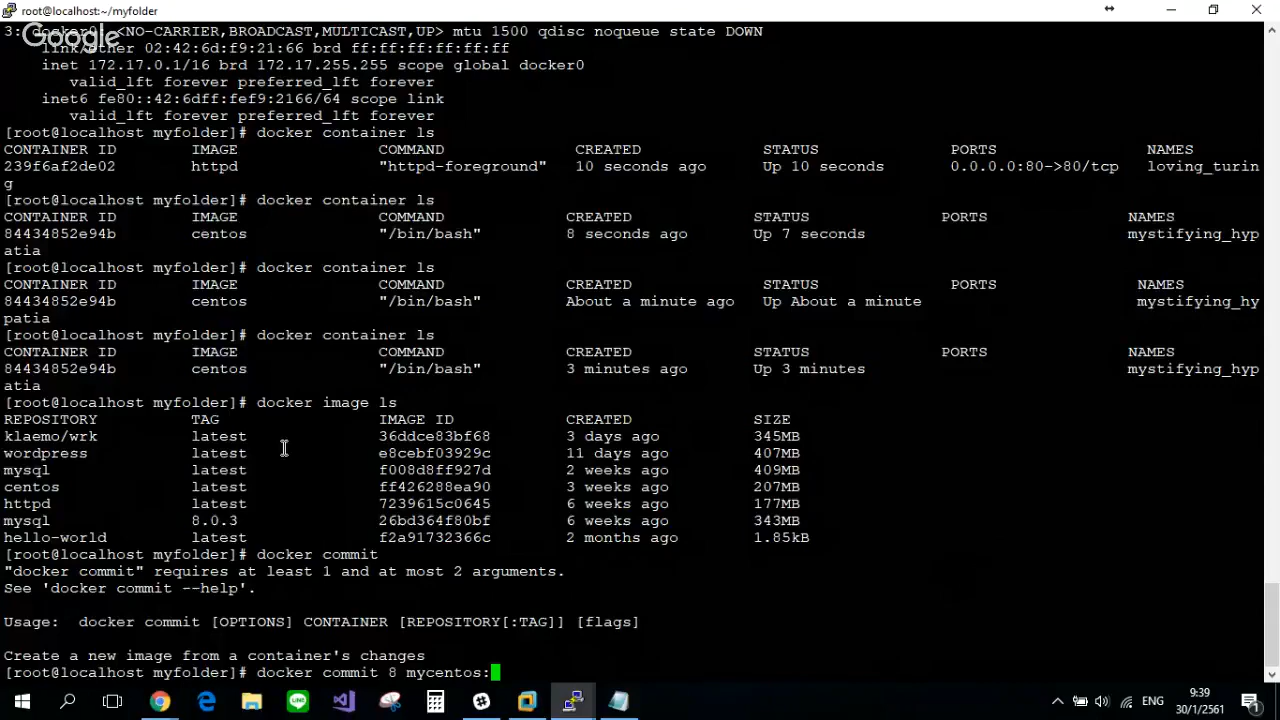 root@localhost:~/myfolder
3: docker0: <NO-CARRIER,BROADCAST,MULTICAST,UP> mtu 1500 qdisc noqueue state DOWN
Google
link/ether 02:42:6d:f9:21:66 brd ff:ff:ff:ff:ff:ff
inet 172.17.0.1/16 brd 172.17.255.255 scope global docker0
valid_lft forever preferred_lft forever
inet6 fe80::42:6dff:fef9:2166/64 scope link
valid_lft forever preferred_lft forever
[root@localhost myfolder]# docker container ls
CONTAINER ID IMAGE COMMAND CREATED STATUS PORTS NAMES
239f6af2de02 httpd "httpd-foreground" 10 seconds ago Up 10 seconds 0.0.0.0:80->80/tcp loving_turin
g
[root@localhost myfolder]# docker container ls
CONTAINER ID IMAGE COMMAND CREATED STATUS PORTS NAMES
84434852e94b centos "/bin/bash" 8 seconds ago Up 7 seconds mystifying_hyp
atia
[root@localhost myfolder]# docker container ls
CONTAINER ID IMAGE COMMAND CREATED STATUS PORTS NAMES
84434852e94b centos "/bin/bash" About a minute ago Up About a minute mystifying_hy
patia
[root@localhost myfolder]# docker container ls
CONTAINER ID IMAGE COMMAND CREATED STATUS PORTS NAMES
84434852e94b centos "/bin/bash" 3 minutes ago Up 3 minutes mystifying_hyp
atia
[root@localhost myfolder]# docker image ls
REPOSITORY TAG IMAGE ID CREATED SIZE
klaemo/wrk latest 36ddce83bf68 3 days ago 345MB
wordpress latest e8cebf03929c 11 days ago 407MB
mysql latest f008d8ff927d 2 weeks ago 409MB
centos latest ff426288ea90 3 weeks ago 207MB
httpd latest 7239615c0645 6 weeks ago 177MB
mysql 8.0.3 26bd364f80bf 6 weeks ago 343MB
hello-world latest f2a91732366c 2 months ago 1.85kB
[root@localhost myfolder]# docker commit
"docker commit" requires at least 1 and at most 2 arguments.
See 'docker commit --help'.
Usage: docker commit [OPTIONS] CONTAINER [REPOSITORY[:TAG]] [flags]
Create a new image from a container's changes
[root@localhost myfolder]# docker commit 8 mycentos:
ENG
9:39
30/1/2561
1